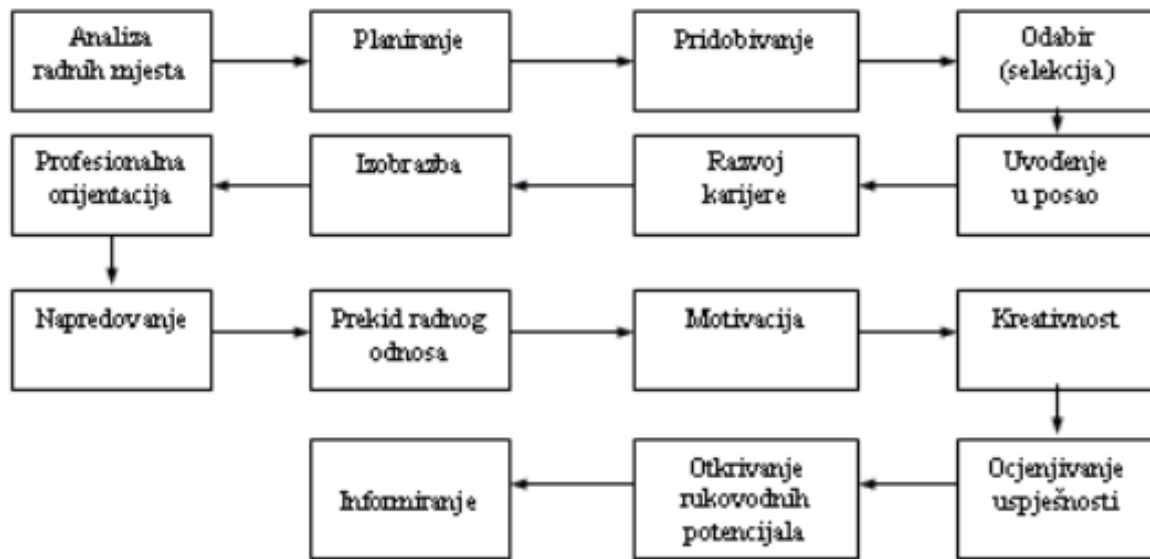 Analiza
radnih mjesta
Planiranje
Pridobivanje
Odabir
(selekcija)
Profesionalna
orijentacija
Izobrazba
Razvoj
karijere
Uvođenje
u posao
Napredovanje
Prekid radnog
odnosa
Motivacija
Kreativnost
Informiranje
Otkrivanje
rukovodnih
potencijala
Ocjenjivanje
uspješnosti